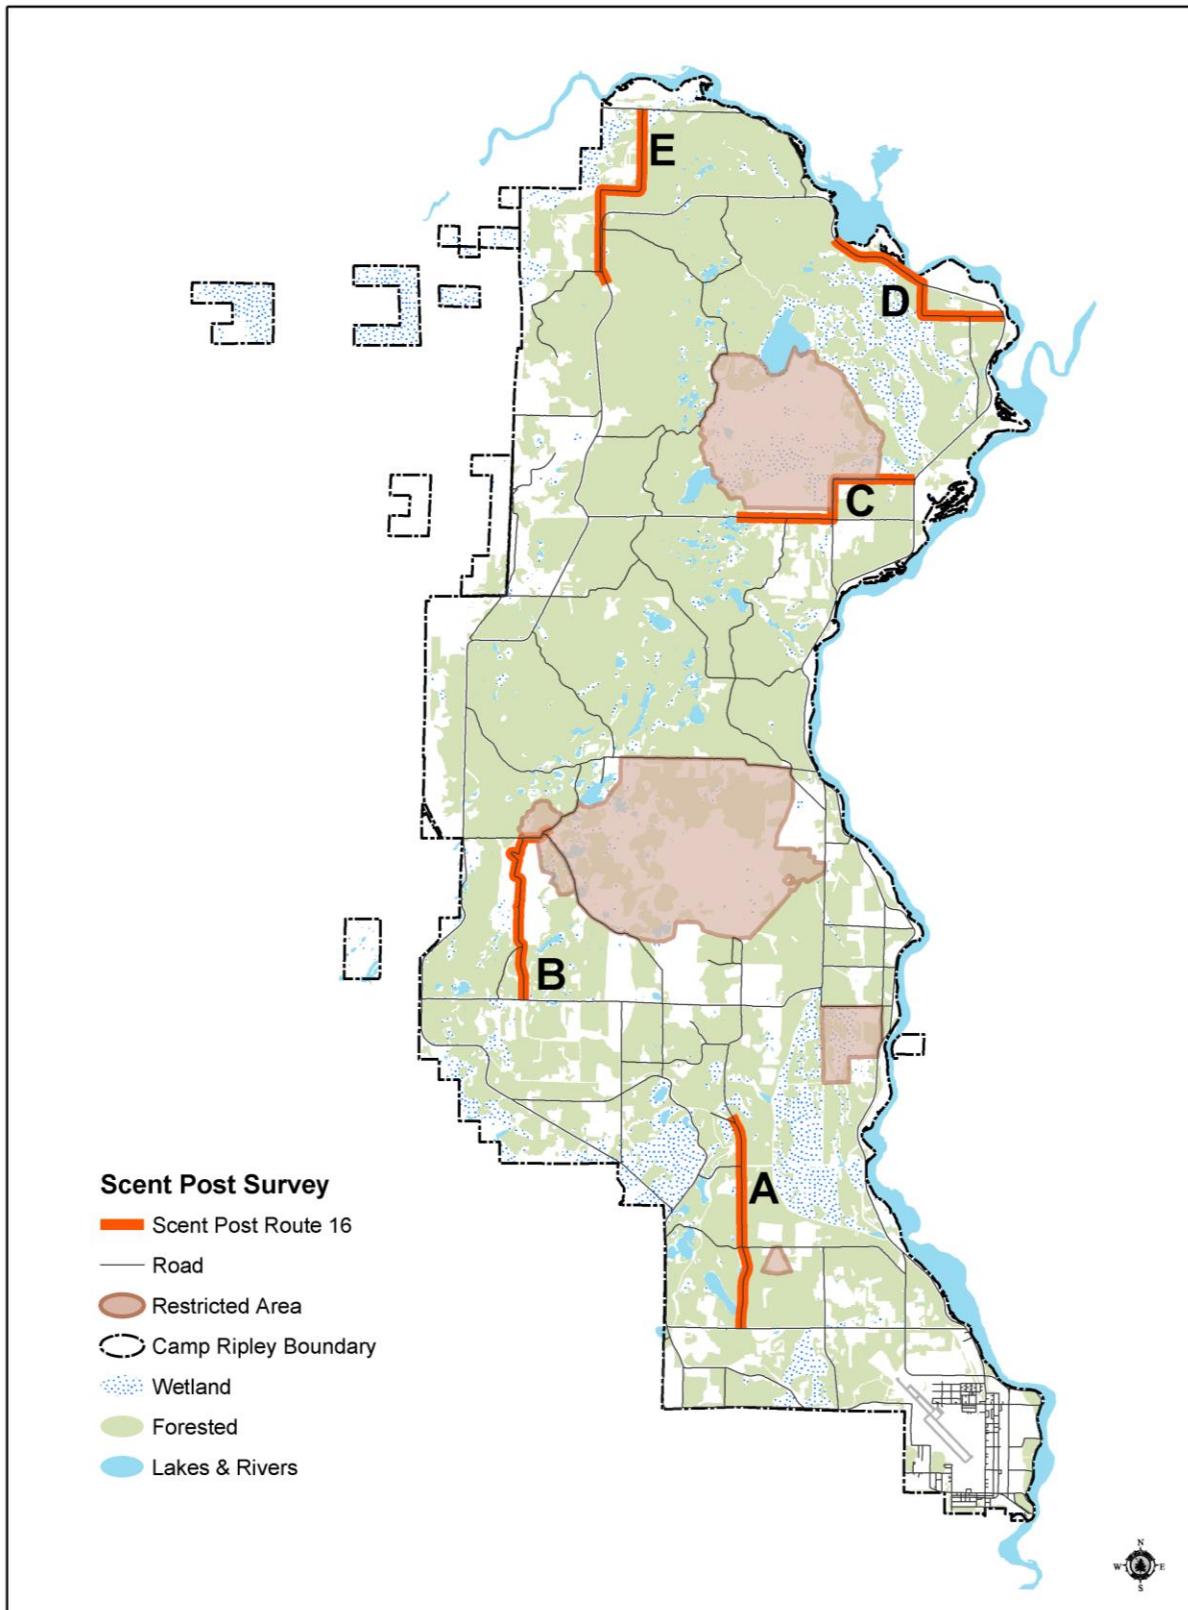 E
D
C
B
A
Scent Post Survey
Scent Post Route 16
Road
Restricted Area
Camp Ripley Boundary
Wetland
Forested
Lakes & Rivers
N
W E
S